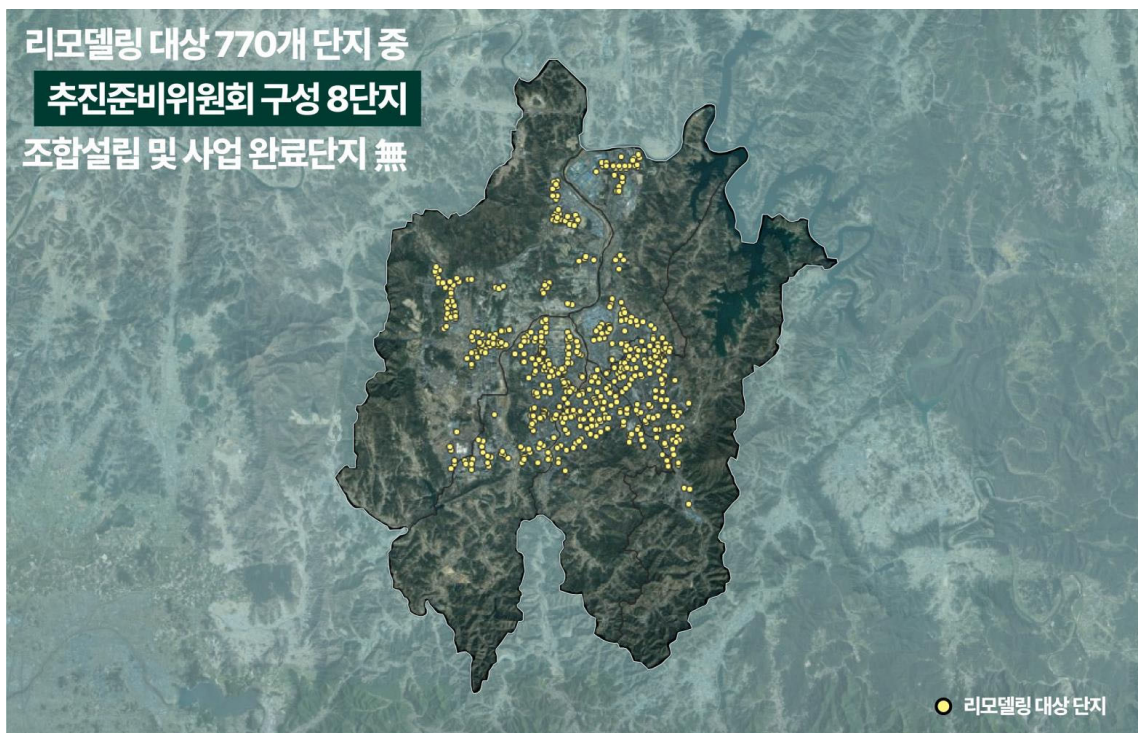 리모델링 대상 770개 단지 중
추진준비위원회 구성 8단지
조합설립 및 사업 완료단지 無
리모델링 대상 단지